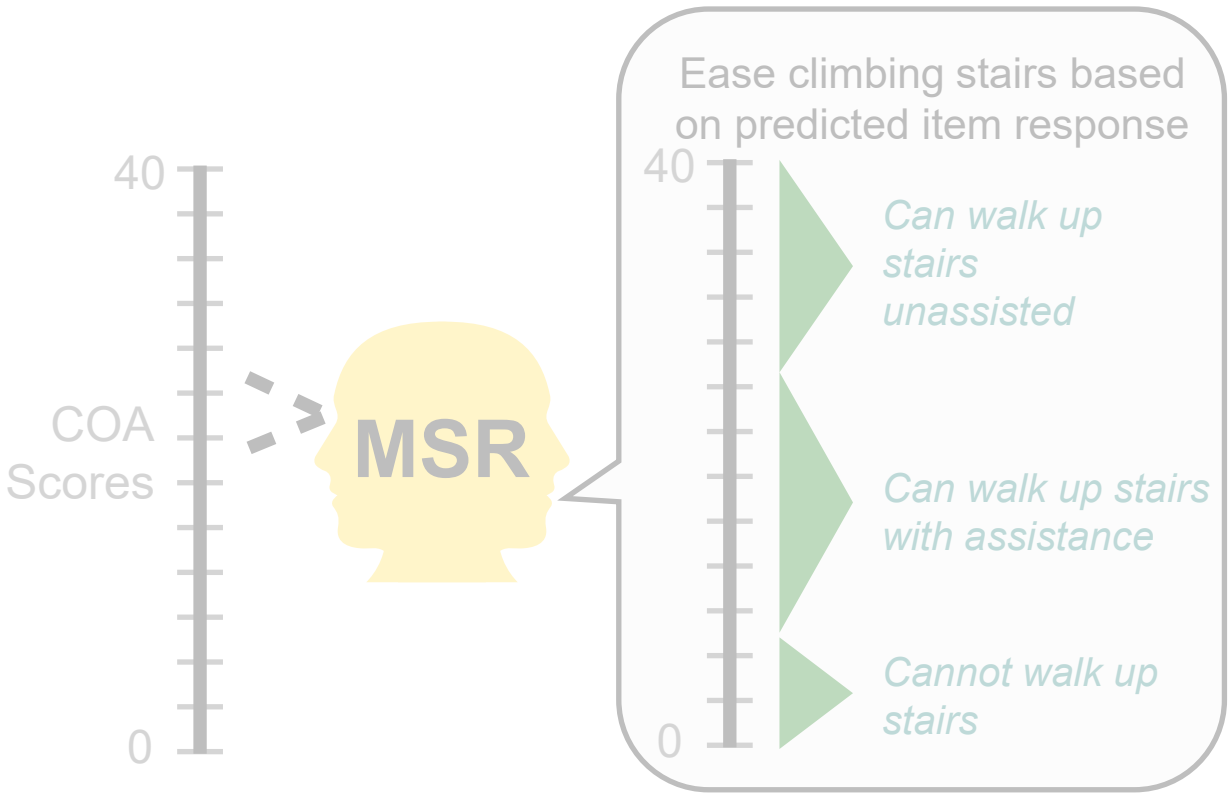 40
COA
Scores
0
MSR
Ease climbing stairs based
on predicted item response
40
Can walk up
stairs
unassisted
Can walk up stairs
with assistance
Cannot walk up
stairs
0